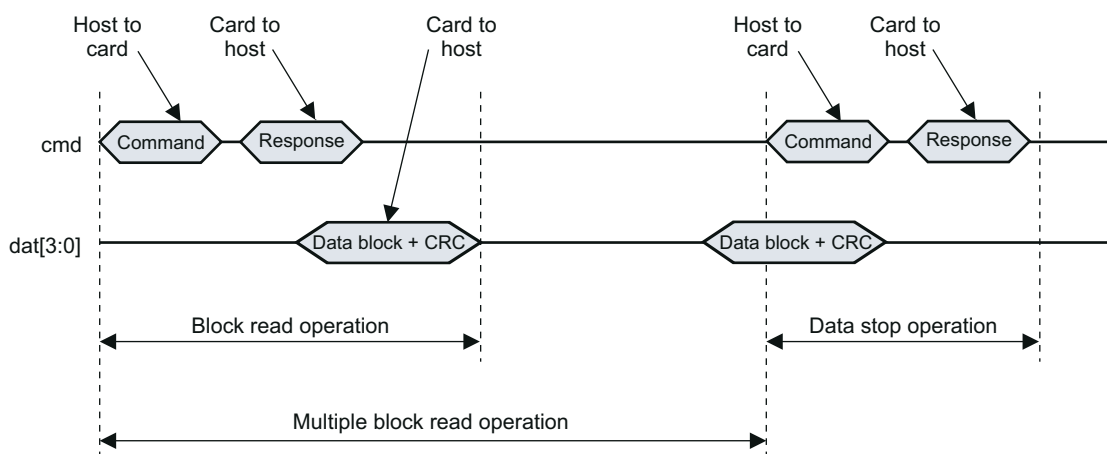 Host to
card
Card to
host
Card to
host
Host to
card
Card to
host
cmd
Command
Response
Command
Response
dat[3:0]
Data block + CRC
Data block + CRC
Block read operation
Data stop operation
Multiple block read operation